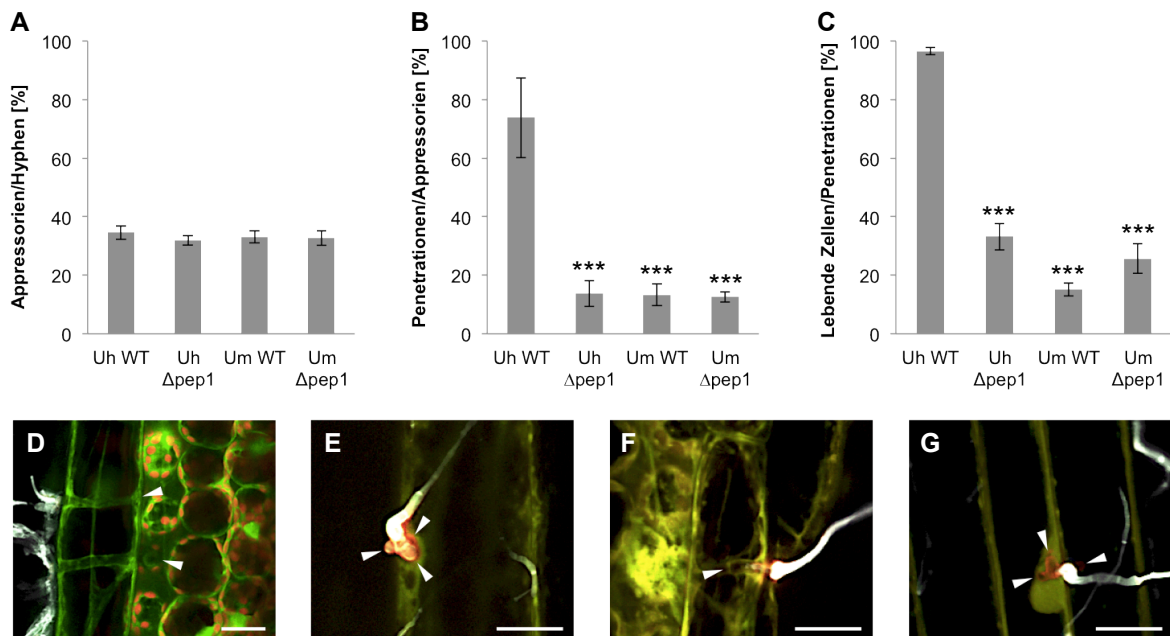 A
Appressorien/Hyphen [%]
100
80
60
40
20
0
Uh WT
Uh
Δpep1
Um WT
Um
Δpep1
B
Penetrationen/Appressorien [%]
100
80
60
40
20
0
***
***
***
Uh WT
Uh
Δpep1
Um WT
Um
Δpep1
C
Lebende Zellen/Penetrationen [%]
100
80
60
40
20
0
***
***
***
Uh WT
Uh
Δpep1
Um WT
Um
Δpep1
D
E
F
G